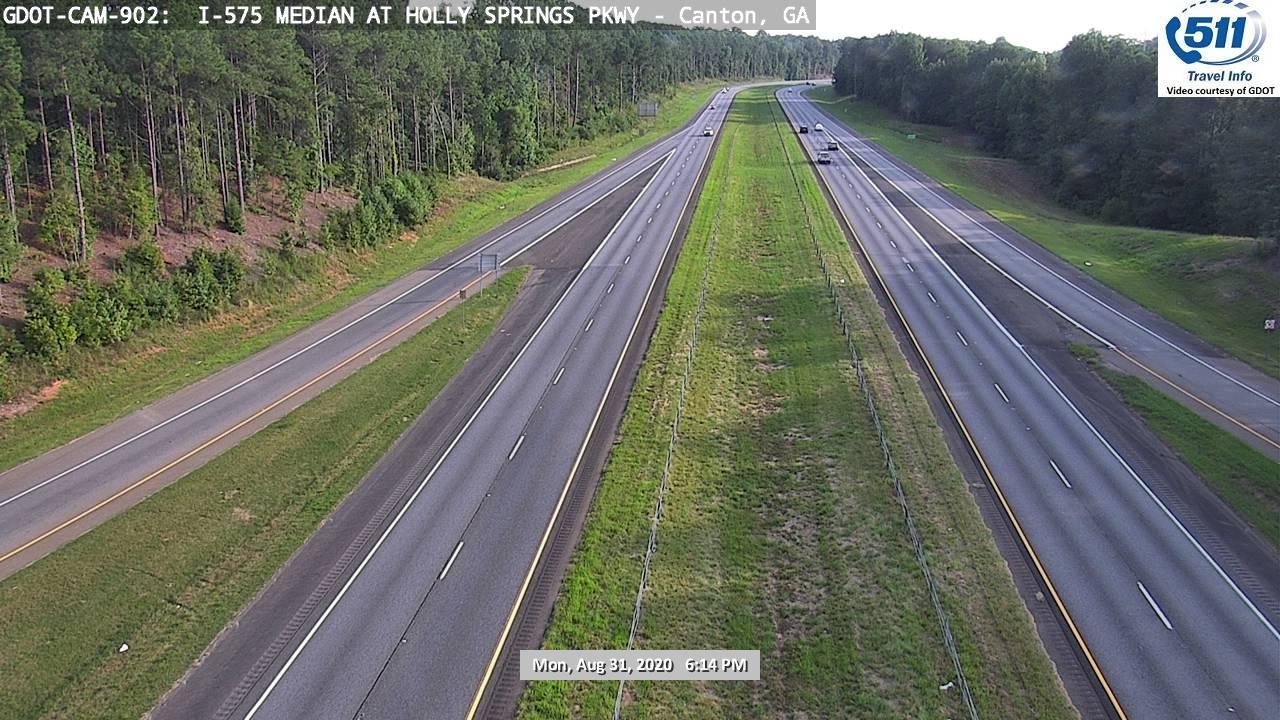 GDOT-CAM-902: I-575 MEDIAN AT HOLLY SPRINGS PKWY - Canton, GA
511
®
Travel Info
Video courtesy of GDOT
Mon, Aug 31, 2020 6:14 PM